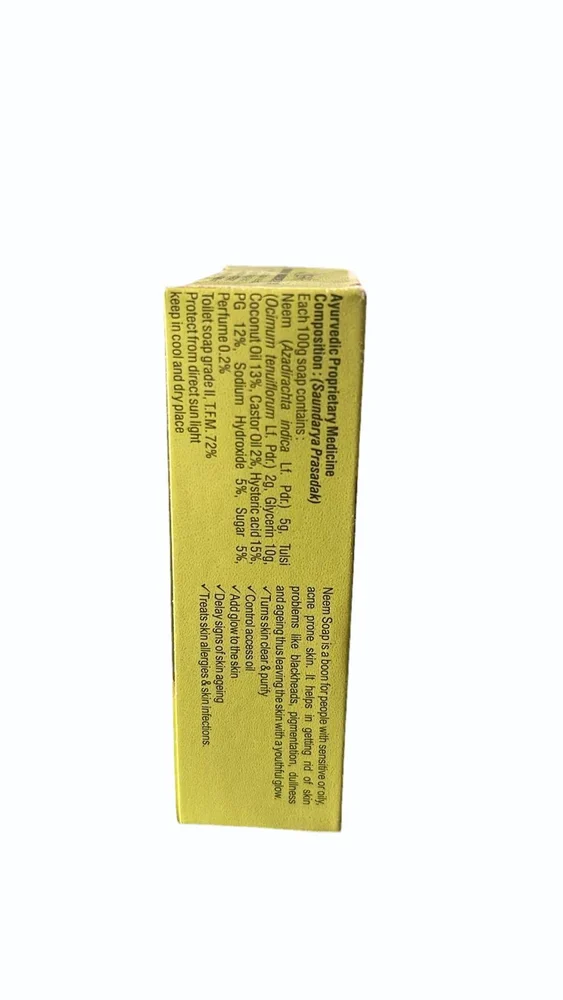 Ayurvedic Proprietary Medicine
Composition : (Saundarya Prasadak)
Each 100g soap contains :
Neem (Azadirachta indica Lf. Pdr.) 5g, Tulsi
(Ocimum tenuiflorum Lf. Pdr.) 2g, Glycerin 10g,
Coconut Oil 13%, Castor Oil 2%, Hysteric acid 15%,
PG 12%, Sodium Hydroxide 5%, Sugar 5%,
Perfume 0.2%
Toilet soap grade II, T.F.M. 72%
Protect from direct sun light
keep in cool and dry place
Neem Soap is a boon for people with sensitive or oily,
acne prone skin. It helps in getting rid of skin
problems like blackheads, pigmentation, dullness
and ageing thus leaving the skin with a youthful glow.
✓Turns skin clear & purify
✓Control access oil
✓Add glow to the skin
✓Delay signs of skin ageing
✓Treats skin allergies & skin infections.